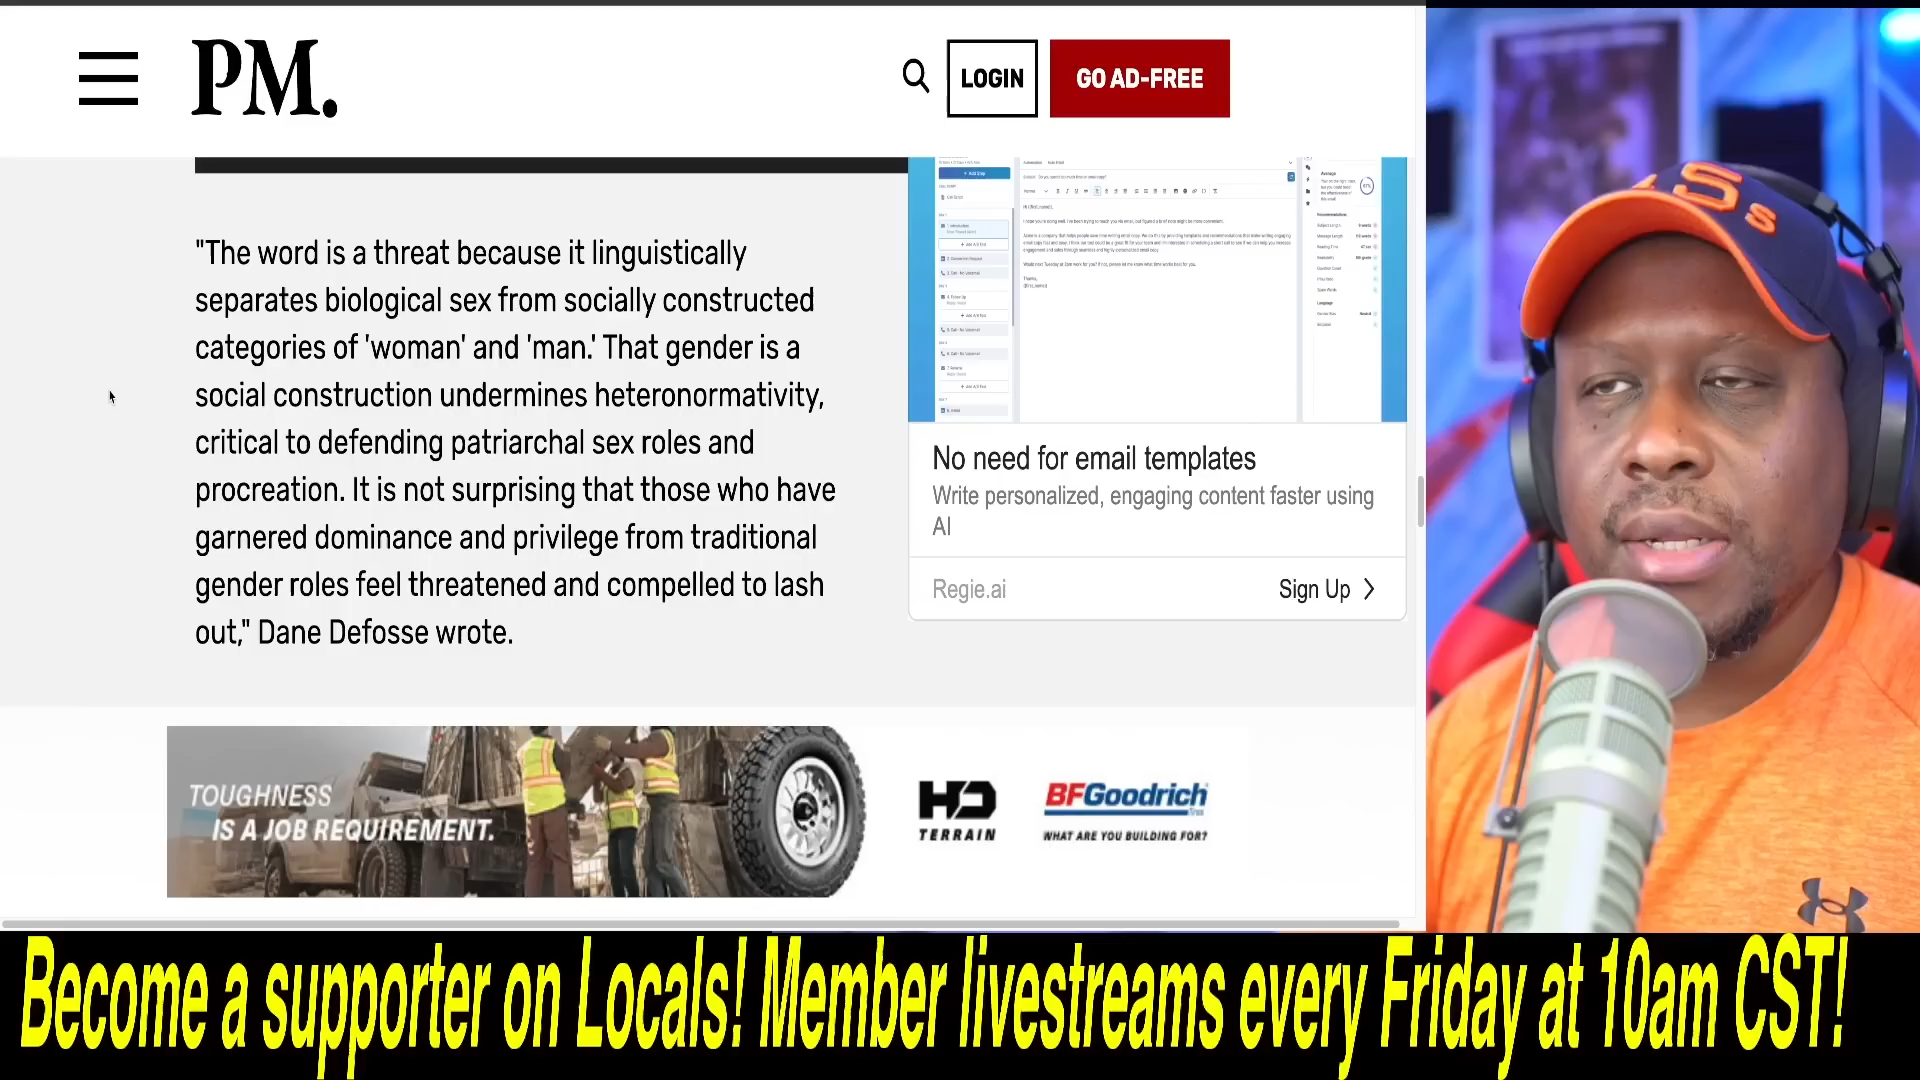 PM.
LOGIN
GO AD-FREE
"The word is a threat because it linguistically
separates biological sex from socially constructed
categories of 'woman' and 'man.' That gender is a
social construction undermines heteronormativity,
critical to defending patriarchal sex roles and
procreation. It is not surprising that those who have
garnered dominance and privilege from traditional
gender roles feel threatened and compelled to lash
out," Dane Defosse wrote.
No need for email templates
Write personalized, engaging content faster using
AI
Regie.ai
Sign Up
TOUGHNESS
IS A JOB REQUIREMENT.
HD
TERRAIN
BFGoodrich
WHAT ARE YOU BUILDING FOR?
Become a supporter on Locals! Member livestreams every Friday at 10am CST!